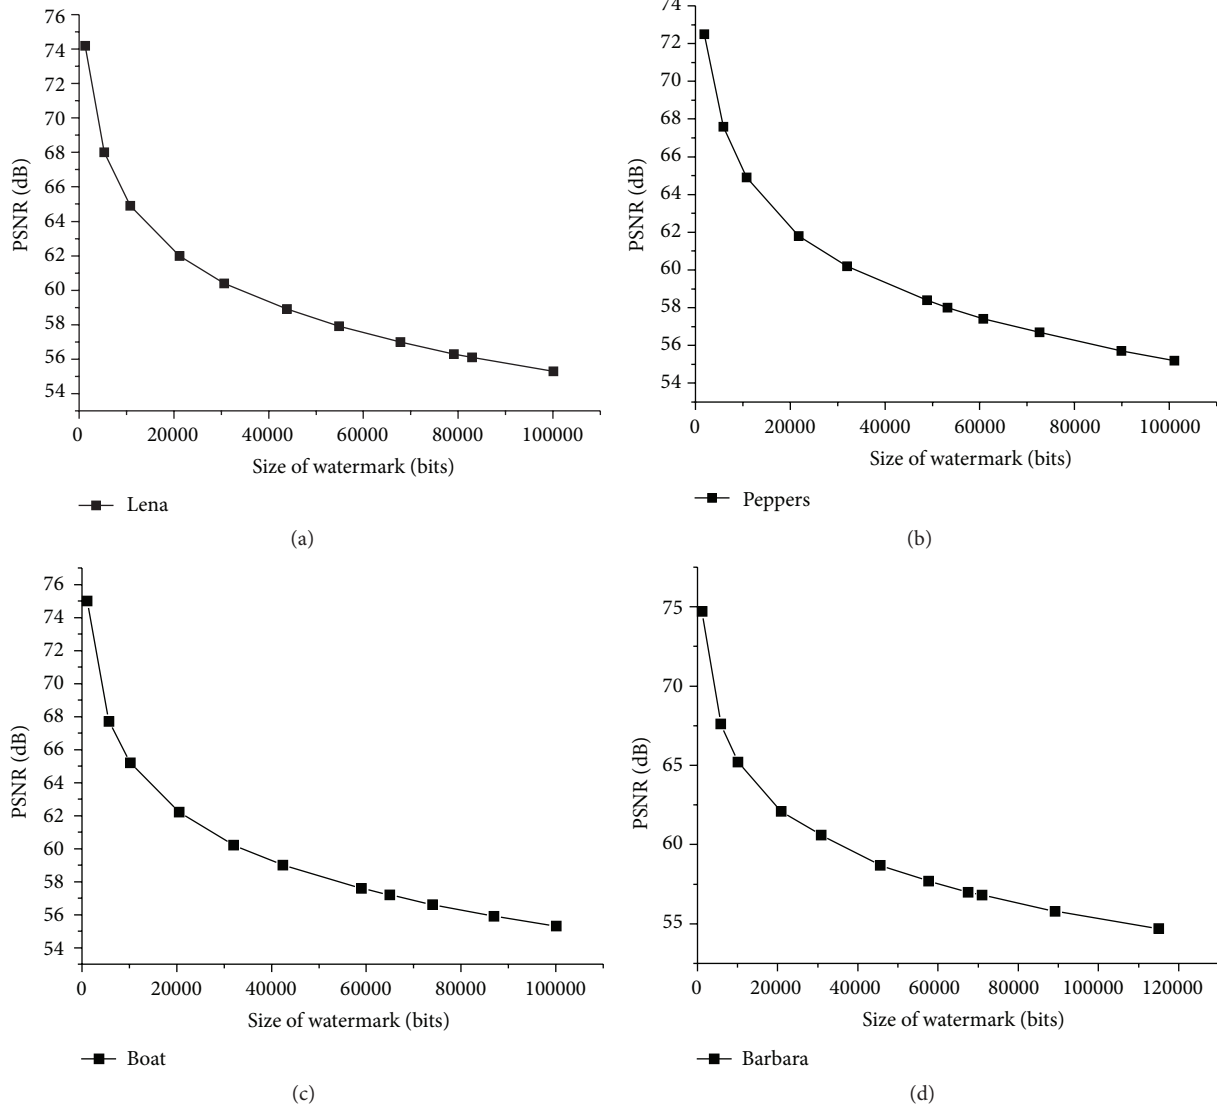 76
74
72
70
68
66
64
62
60
58
56
54
PSNR (dB)
0 20000 40000 60000 80000 100000
Size of watermark (bits)
Lena
(a)
74
72
70
68
66
64
62
60
58
56
54
PSNR (dB)
0 20000 40000 60000 80000 100000
Size of watermark (bits)
Peppers
(b)
76
74
72
70
68
66
64
62
60
58
56
54
PSNR (dB)
0 20000 40000 60000 80000 100000
Size of watermark (bits)
Boat
(c)
75
70
65
60
55
PSNR (dB)
0 20000 40000 60000 80000 100000 120000
Size of watermark (bits)
Barbara
(d)